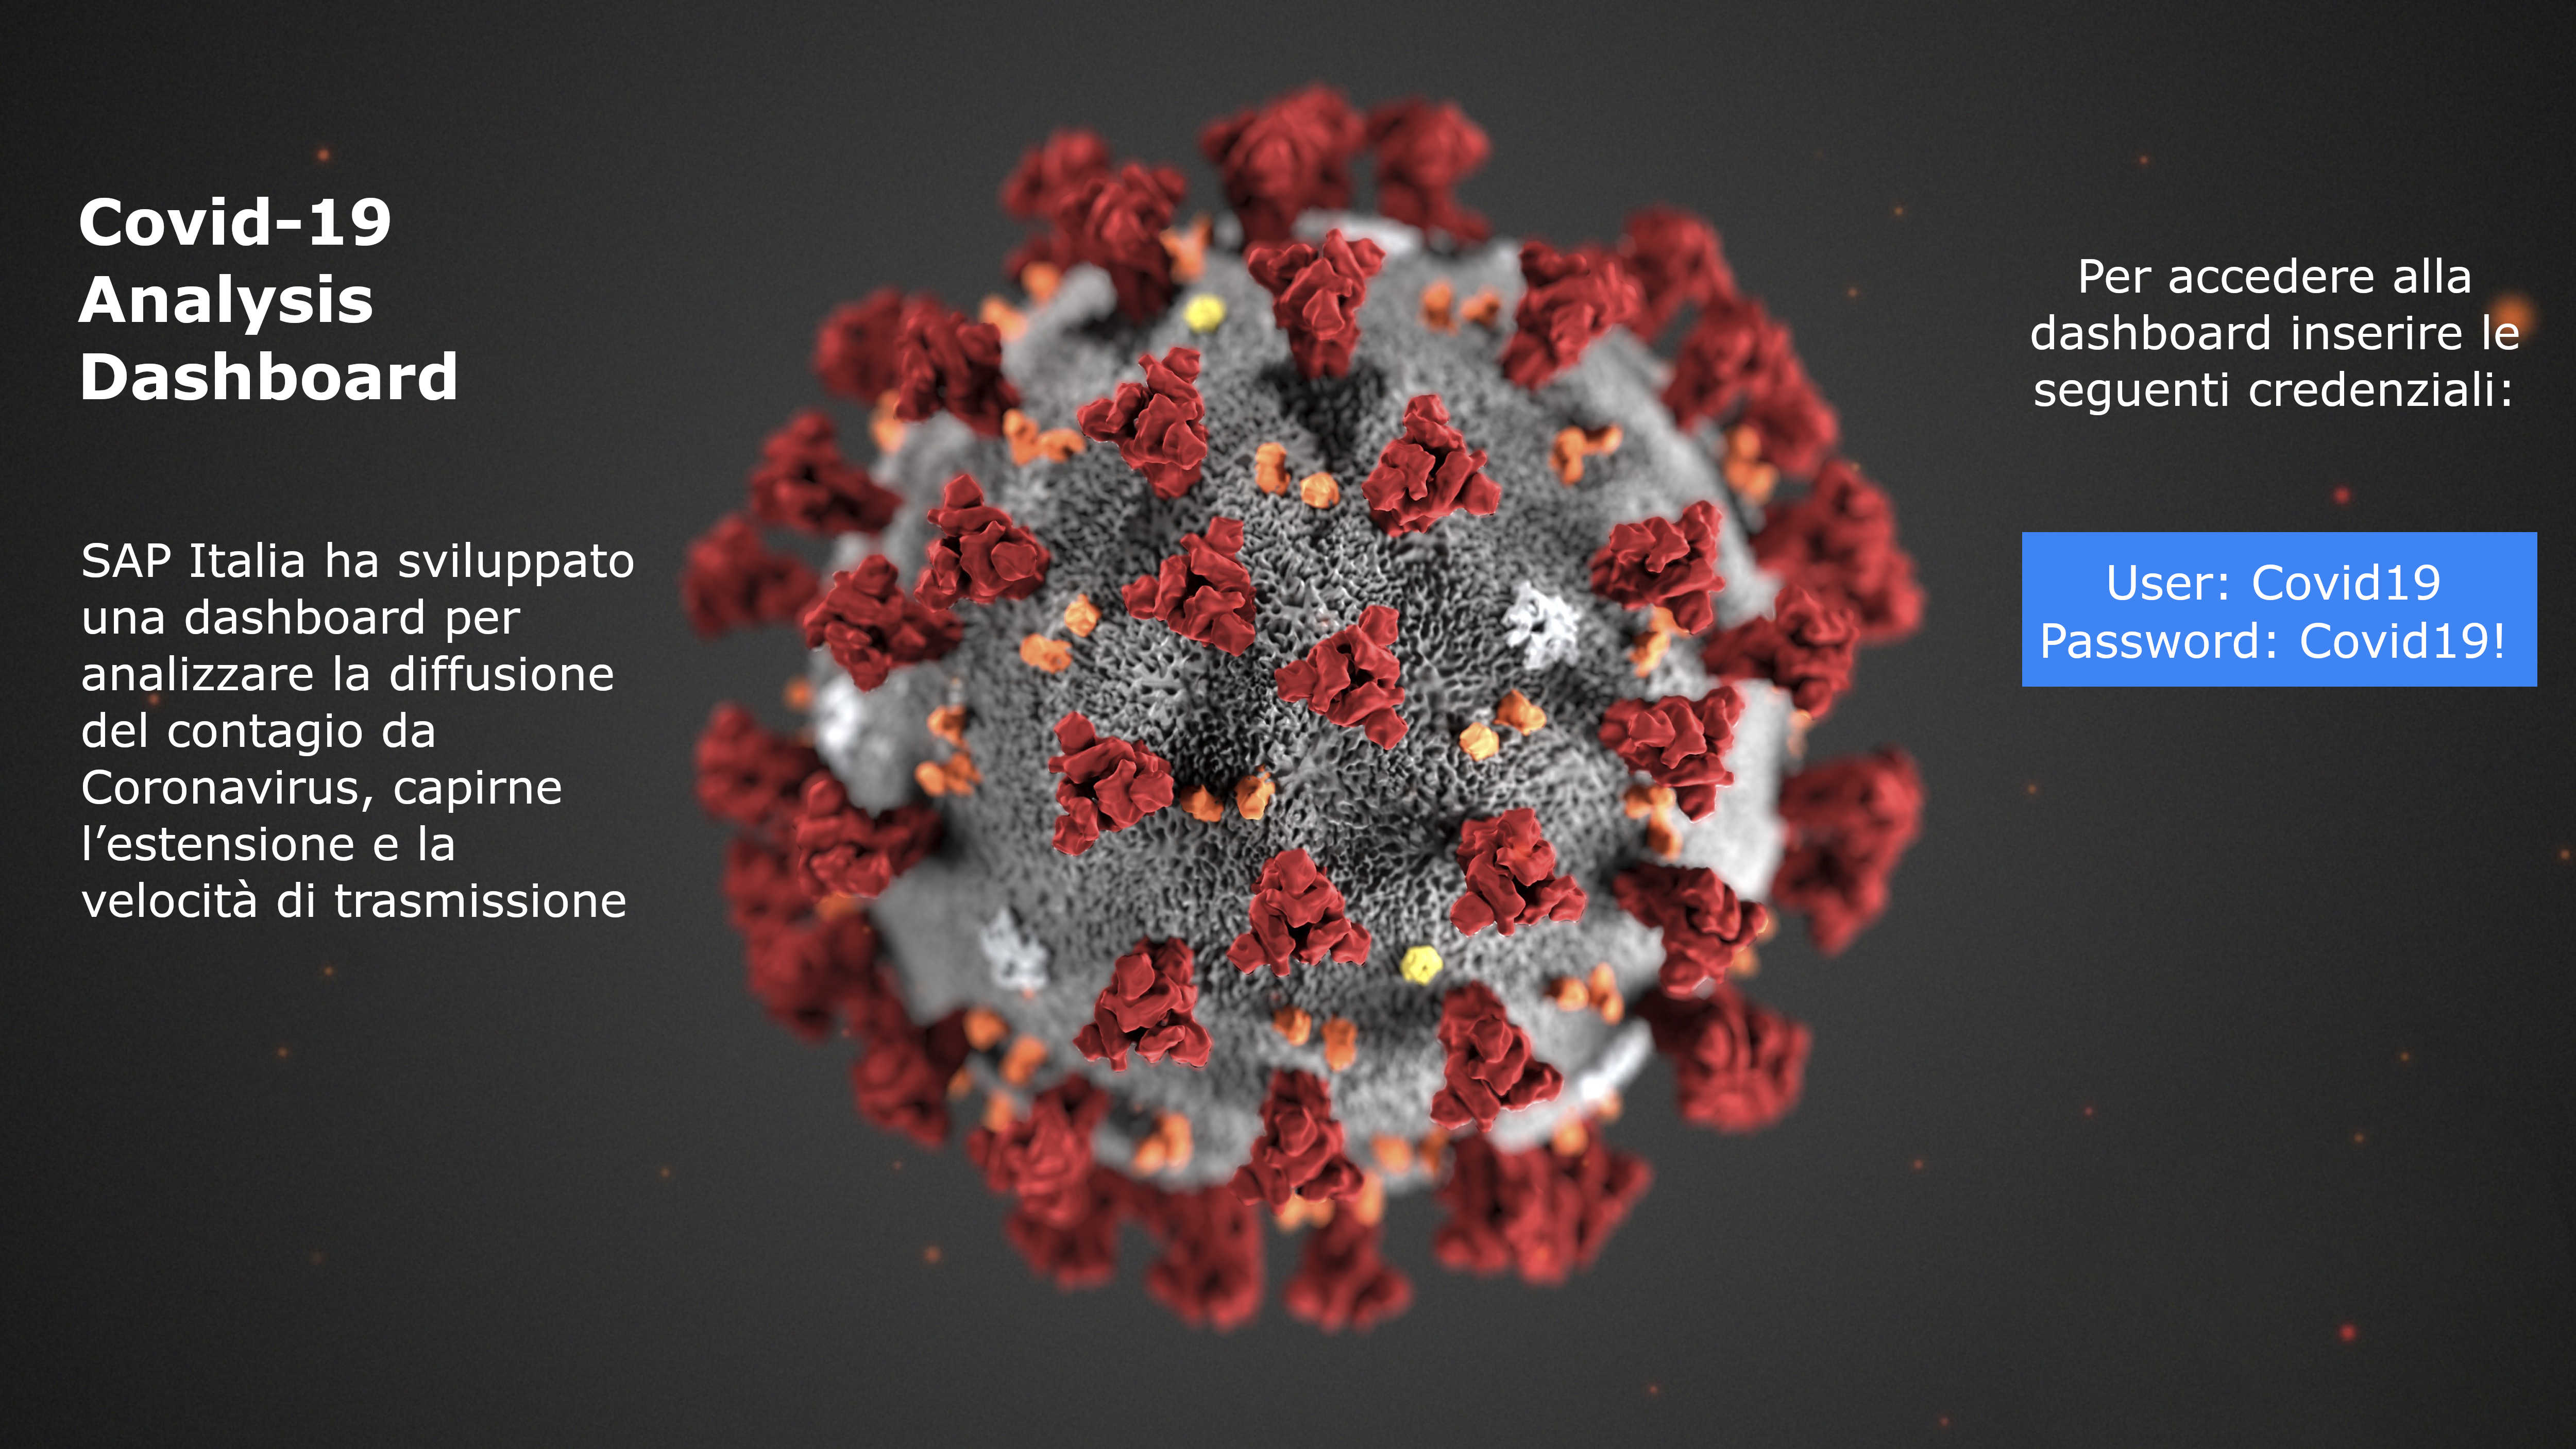 Covid-19
Analysis
Dashboard
SAP Italia ha sviluppato
una dashboard per
analizzare la diffusione
del contagio da
Coronavirus, capirne
l’estensione e la
velocità di trasmissione
Per accedere alla
dashboard inserire le
seguenti credenziali:
User: Covid19
Password: Covid19!